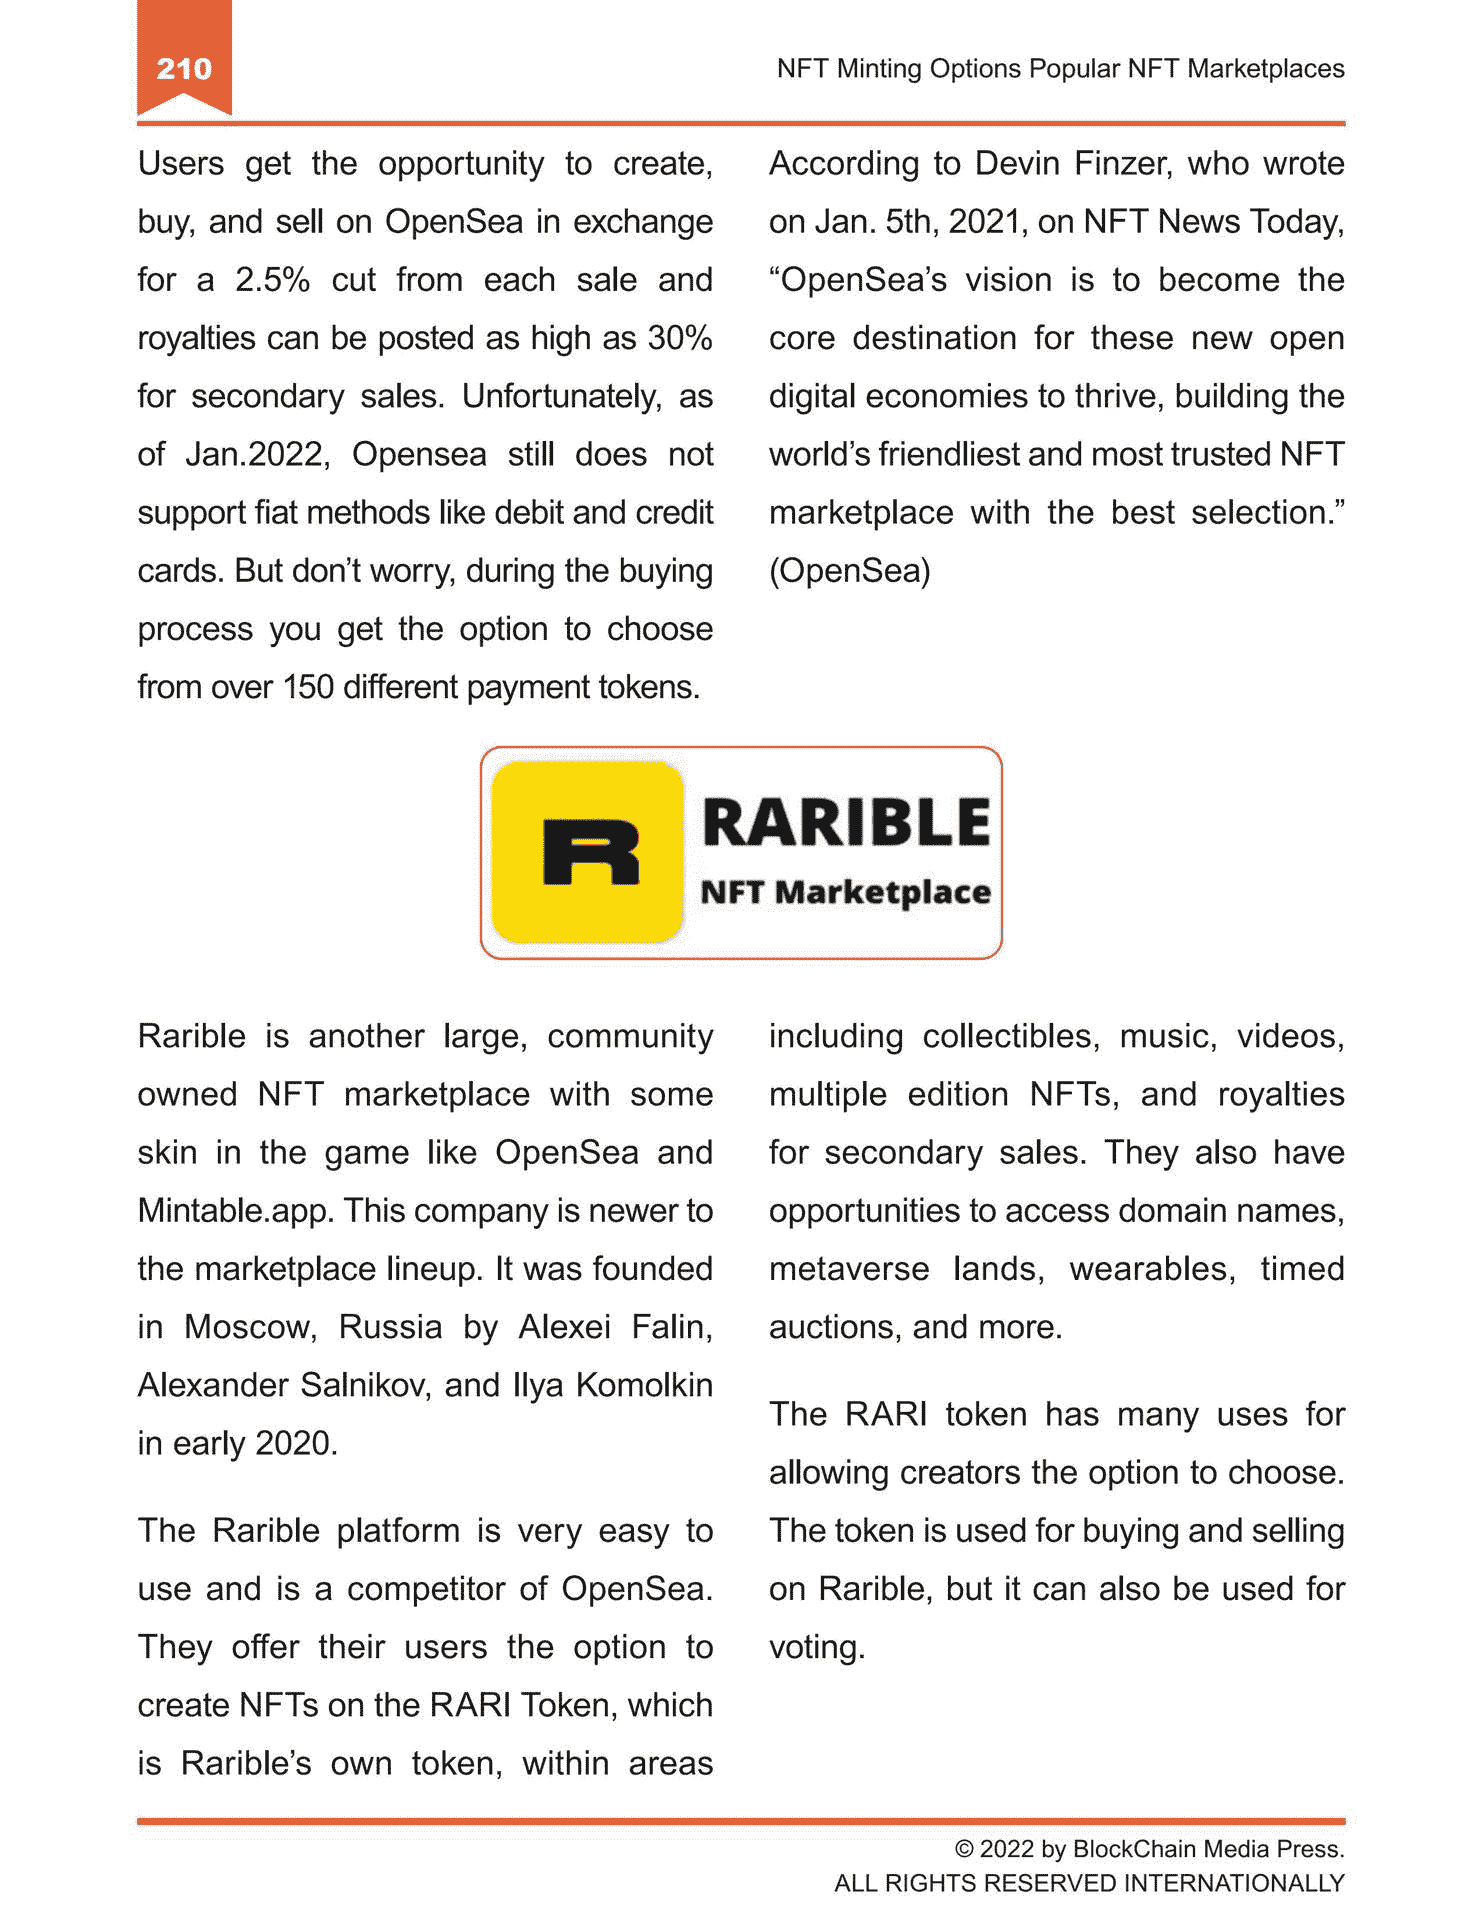 210
NFT Minting Options Popular NFT Marketplaces
Users get the opportunity to create,
buy, and sell on OpenSea in exchange
for a 2.5% cut from each sale and
royalties can be posted as high as 30%
for secondary sales. Unfortunately, as
of Jan.2022, Opensea still does not
support fiat methods like debit and credit
cards. But don’t worry, during the buying
process you get the option to choose
from over 150 different payment tokens.
According to Devin Finzer, who wrote
on Jan. 5th, 2021, on NFT News Today,
“OpenSea’s vision is to become the
core destination for these new open
digital economies to thrive, building the
world’s friendliest and most trusted NFT
marketplace with the best selection.”
(OpenSea)
R
RARIBLE
NFT Marketplace
Rarible is another large, community
owned NFT marketplace with some
skin in the game like OpenSea and
Mintable.app. This company is newer to
the marketplace lineup. It was founded
in Moscow, Russia by Alexei Falin,
Alexander Salnikov, and Ilya Komolkin
in early 2020.
The Rarible platform is very easy to
use and is a competitor of OpenSea.
They offer their users the option to
create NFTs on the RARI Token, which
is Rarible’s own token, within areas
including collectibles, music, videos,
multiple edition NFTs, and royalties
for secondary sales. They also have
opportunities to access domain names,
metaverse lands, wearables, timed
auctions, and more.
The RARI token has many uses for
allowing creators the option to choose.
The token is used for buying and selling
on Rarible, but it can also be used for
voting.
© 2022 by BlockChain Media Press.
ALL RIGHTS RESERVED INTERNATIONALLY